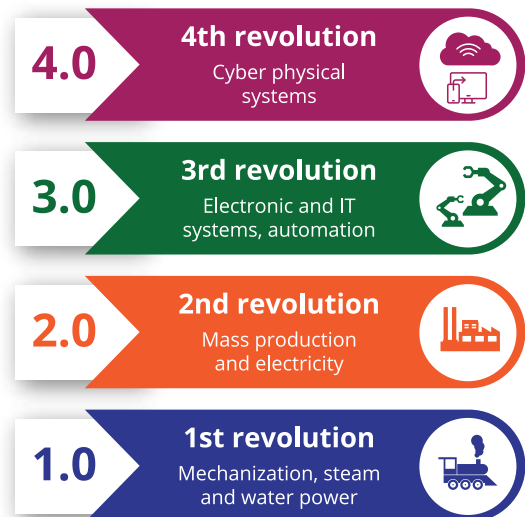 4.0
4th revolution
Cyber physical
systems
3.0
3rd revolution
Electronic and IT
systems, automation
2.0
2nd revolution
Mass production
and electricity
1.0
1st revolution
Mechanization, steam
and water power